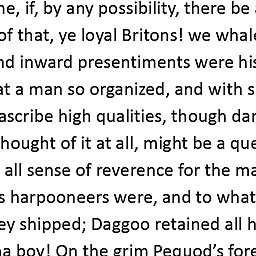 ne, if, by any possibility, there be a
of that, ye loyal Britons! we whale
nd inward presentiments were his
at a man so organized, and with s
ascribe high qualities, though dar
hought of it at all, might be a que
all sense of reverence for the ma
s harpooneers were, and to what
ey shipped; Daggoo retained all h
na boy! On the grim Pequod's fore